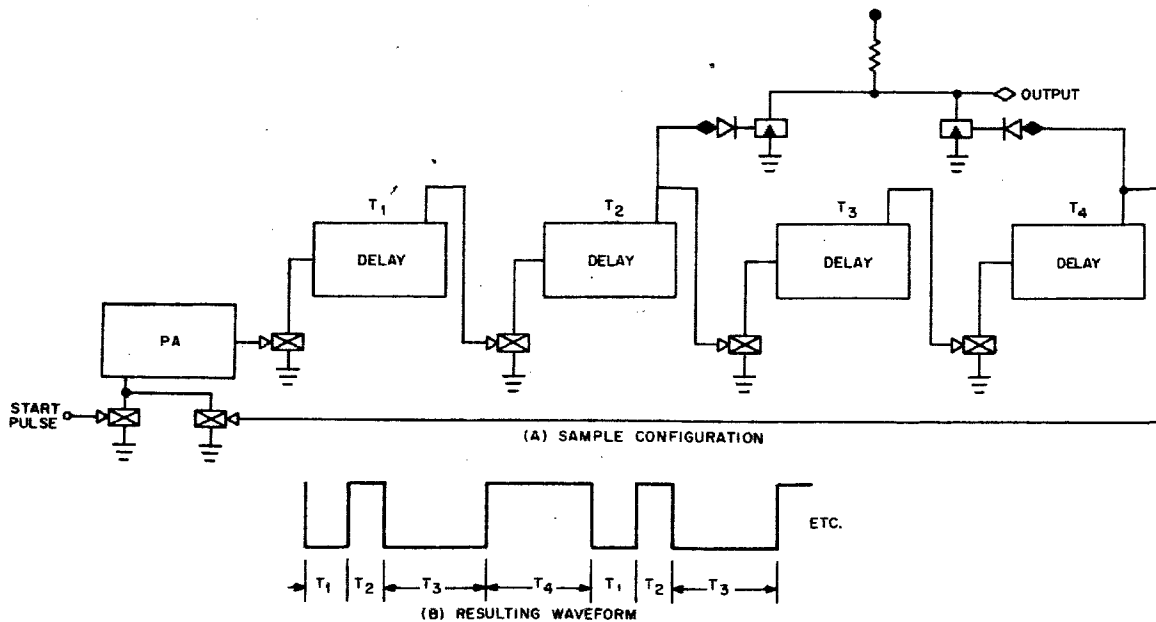 OUTPUT
T1 T2 T3 T4
DELAY DELAY DELAY DELAY
PA
START
PULSE
(A) SAMPLE CONFIGURATION
ETC.
T1 T2 T3 T4 T1 T2 T3
(B) RESULTING WAVEFORM